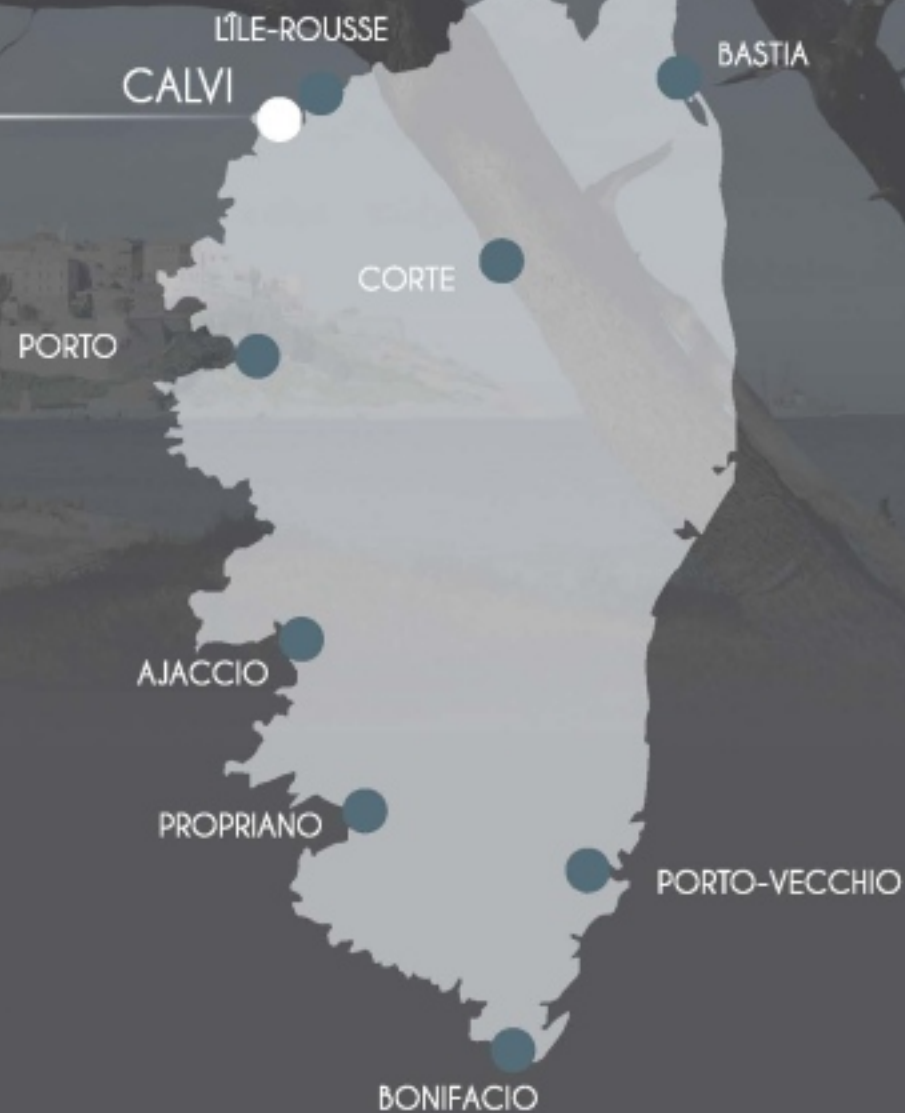 L'ÎLE-ROUSSE
BASTIA
CALVI
CORTE
PORTO
AJACCIO
PROPRIANO
PORTO-VECCHIO
BONIFACIO